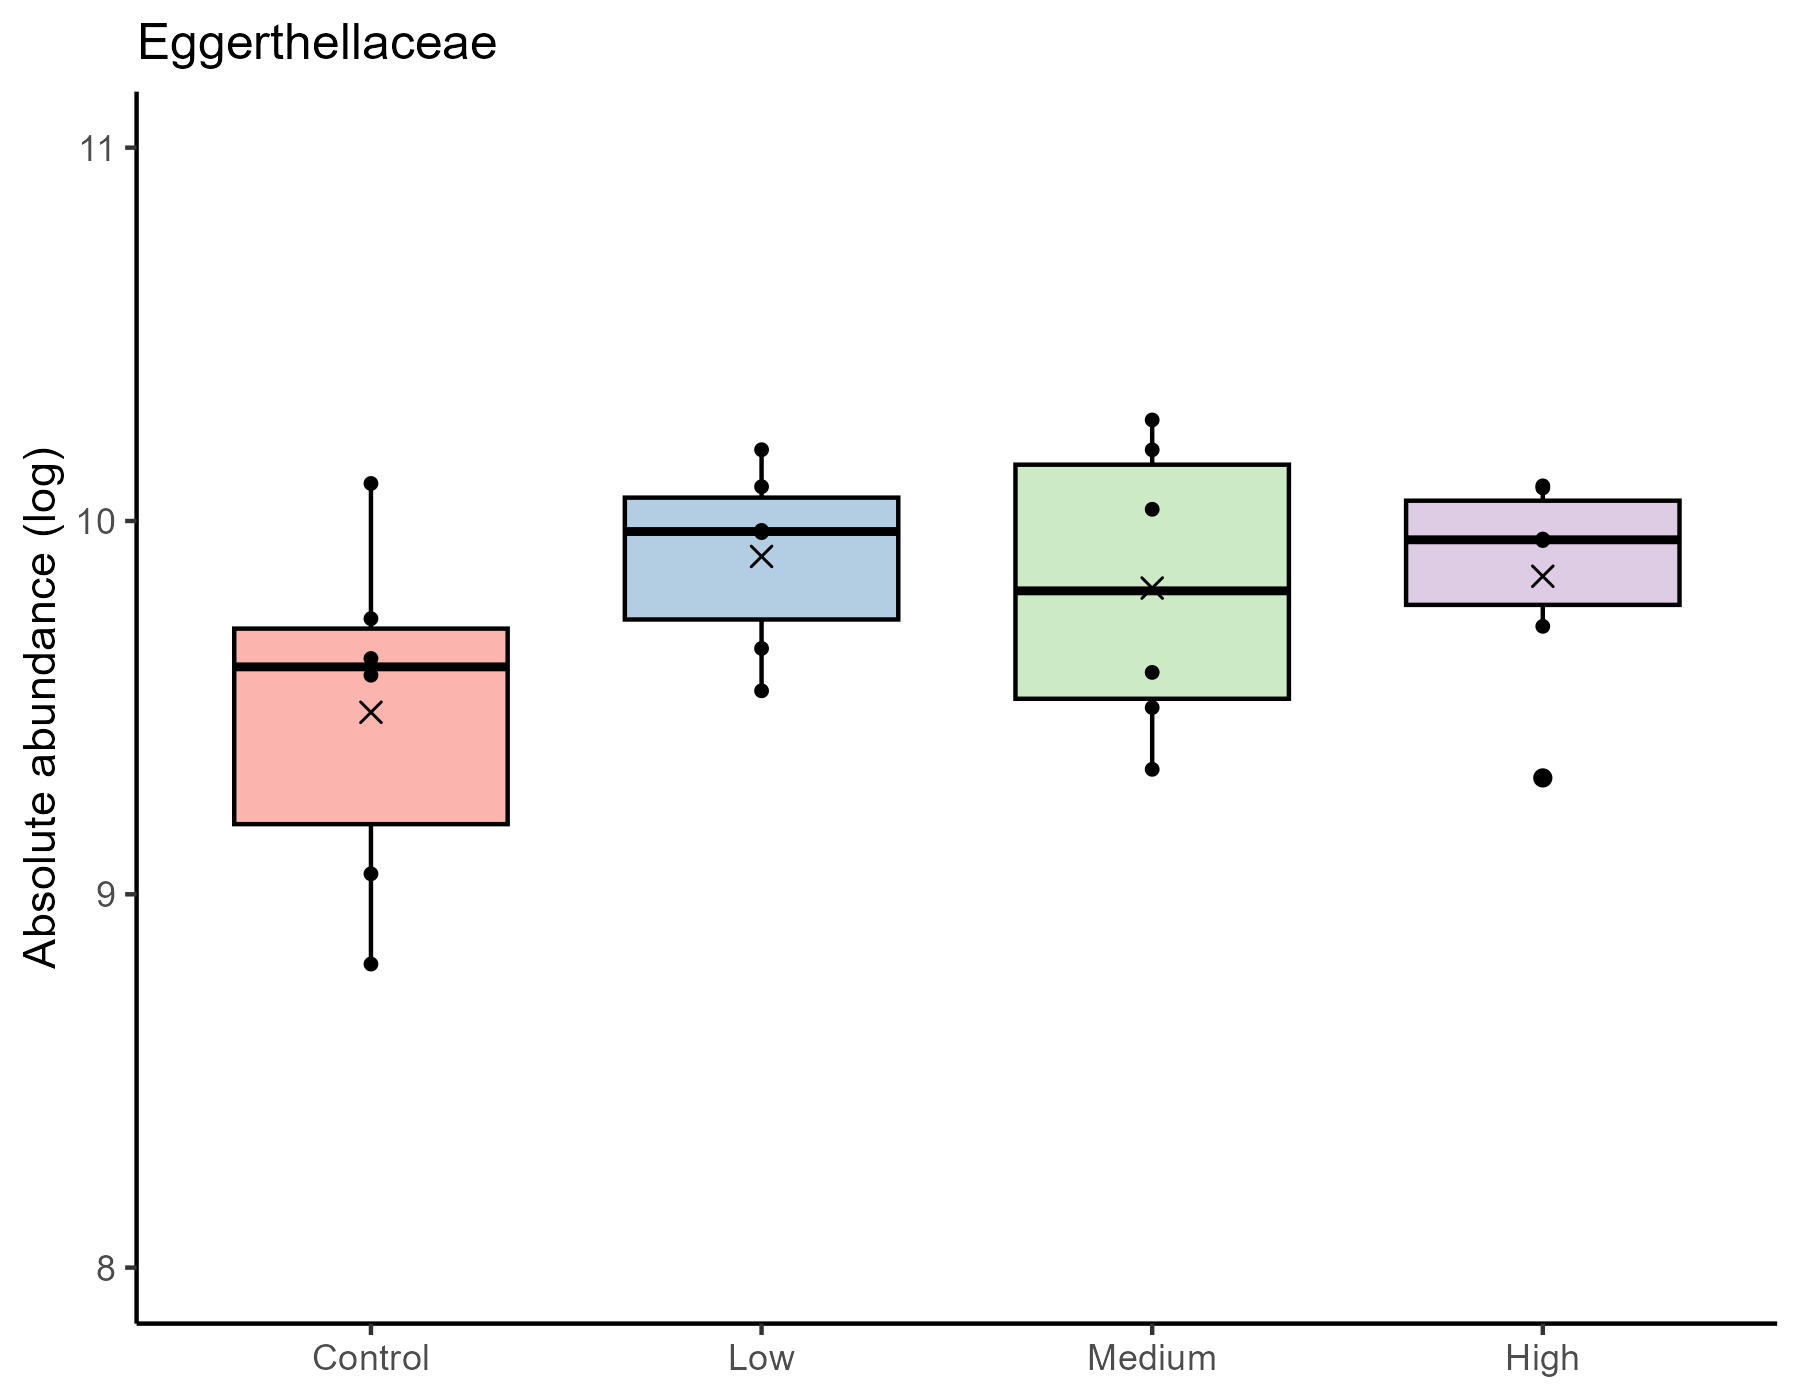 Eggerthellaceae
11
10
9
8
Absolute abundance (log)
Control
Low
Medium
High